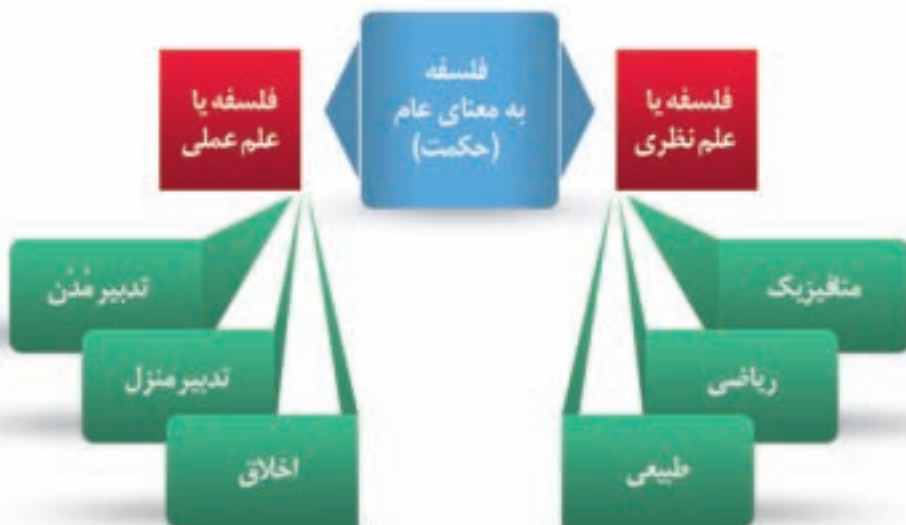 فلسفه
به معنای عام
(حکمت)
فلسفه یا
علم نظری
فلسفه یا
علم عملی
متافیزیک
ریاضی
طبیعی
تدبیر مُدُن
تدبیر منزل
اخلاق